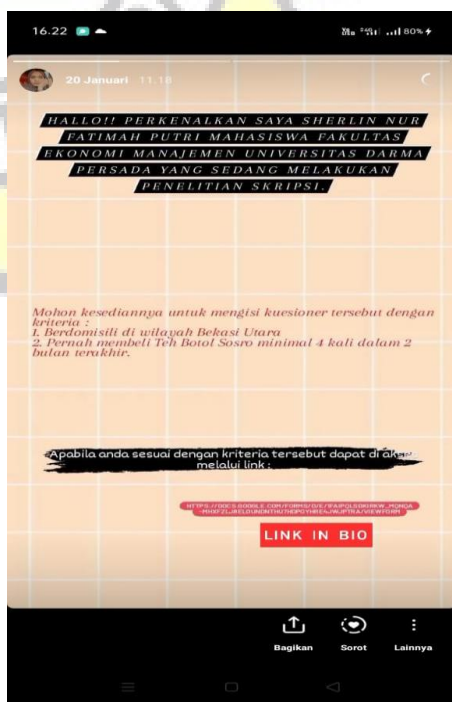 16.22
80%
20 Januari 11.18
HALLO!! PERKENALKAN SAYA SHERLIN NUR
FATIMAH PUTRI MAHASISWA FAKULTAS
EKONOMI MANAJEMEN UNIVERSITAS DARMA
PERSADA YANG SEDANG MELAKUKAN
PENELITIAN SKRIPSI.
Mohon kesediannya untuk mengisi kuesioner tersebut dengan
kriteria :
1. Berdomisili di wilayah Bekasi Utara
2. Pernah membeli Teh Botol Sosro minimal 4 kali dalam 2
bulan terakhir.
Apabila anda sesuai dengan kriteria tersebut dapat di
melalui link :
LINK IN BIO
Bagikan Sorot Lainnya